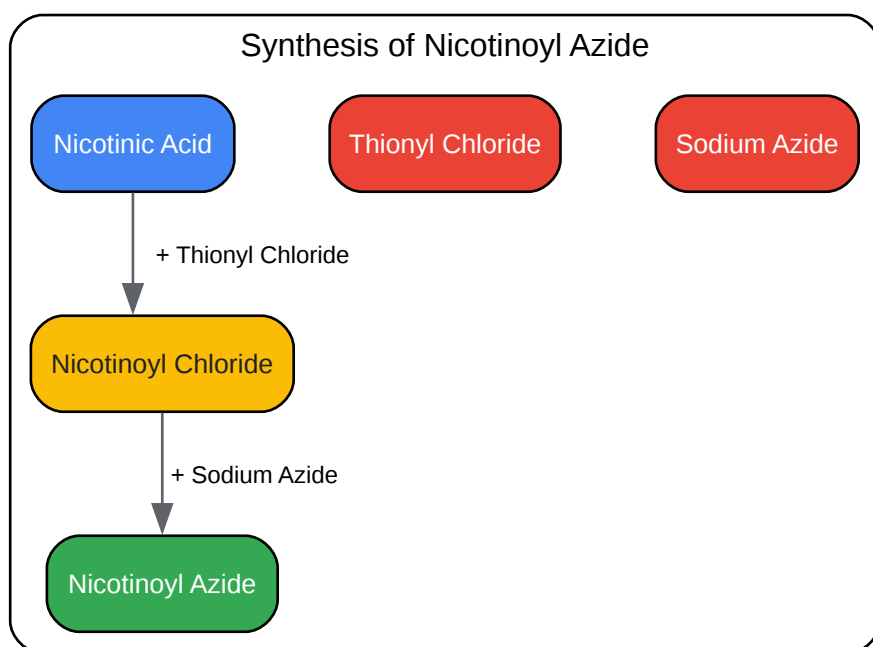 Synthesis of Nicotinoyl Azide
Nicotinic Acid
Thionyl Chloride
Sodium Azide
+ Thionyl Chloride
Nicotinoyl Chloride
+ Sodium Azide
Nicotinoyl Azide